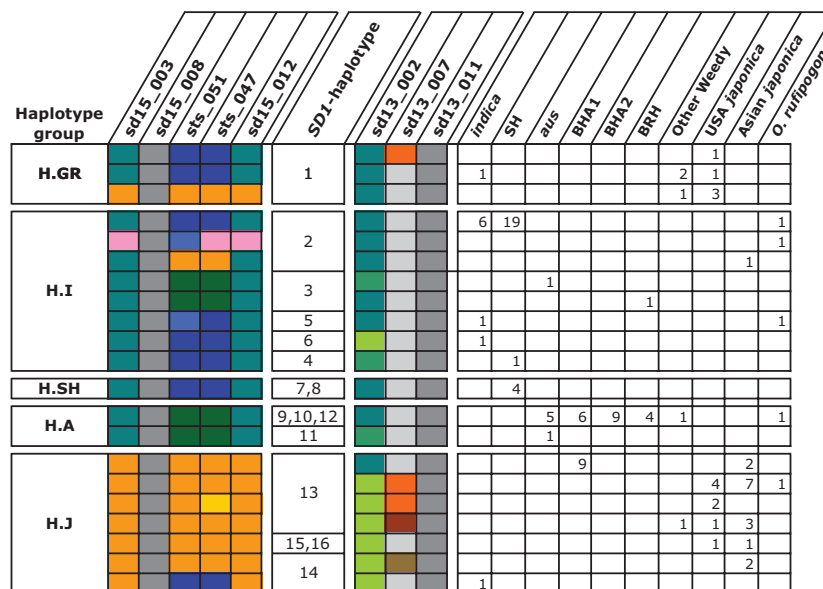 Haplotype group sd15_003 sd15_008 sts_051 sts_047 sd15_012 SD1-haplotype sd13_002 sd13_007 sd13_011 indica SH aus BHA1 BHA2 BRH Other Weedy USA japonica Asian japonica O. rufipogon
1
H.GR 1 1 2 1
1 3
6 19 1
2 1
1
3 1
H.I 1
5 1 1
6 1
4 1
H.SH 7,8 4
H.A 9,10,12 5 6 9 4 1 1
11 1
9 2
13 4 7 1
2
H.J 1 1 3
15,16 1 1
14 2
1